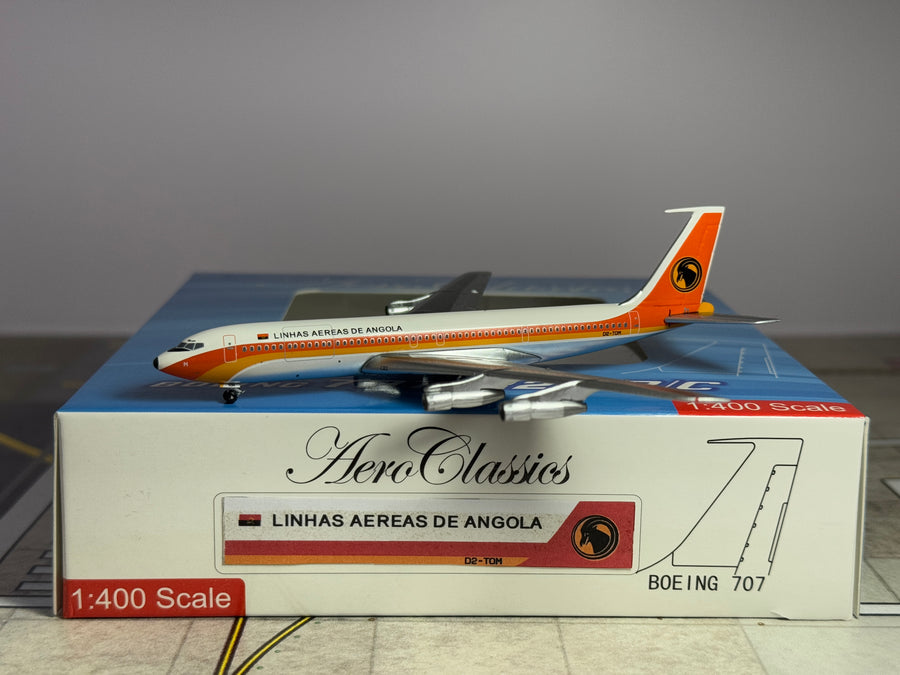 LINHAS AEREAS DE ANGOLA
D2-TOM
1:400 Scale
AeroClassics
LINHAS AEREAS DE ANGOLA
D2-TOM
BOEING 707
1:400 Scale